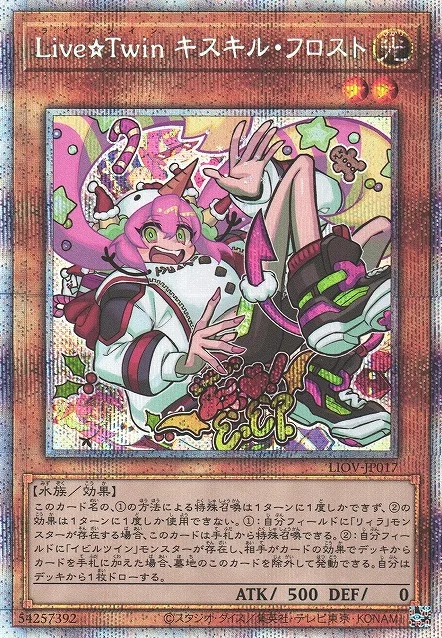 Live☆Twin キスキル・フロスト
光
E・EP
LIOV-JP017
【水族／効果】
このカード名の、①の方法による特殊召喚は１ターンに１度しかできず、②の
効果は１ターンに１度しか使用できない。①：自分フィールドに「リィラ」モン
スターが存在する場合、このカードは手札から特殊召喚できる。②：自分フィー
ルドに「イビルツイン」モンスターが存在し、相手がカードの効果でデッキから
カードを手札に加えた場合、墓地のこのカードを除外して発動できる。自分は
デッキから１枚ドローする。
ATK/ 500 DEF/ 0
54257392
©スタジオ・ダイス/集英社・テレビ東京・KONAMI